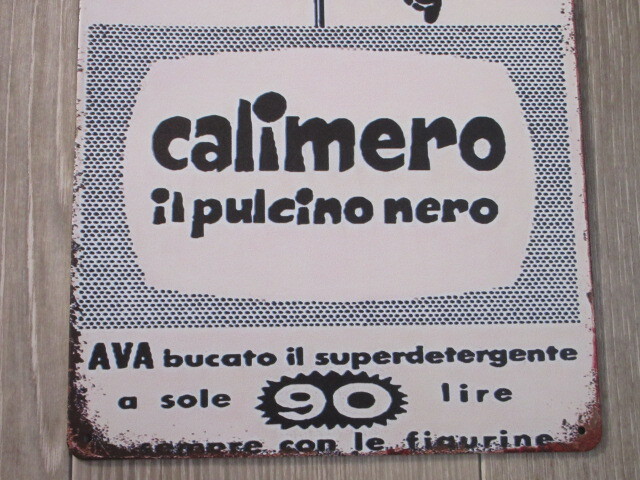 calimero
il pulcino nero
AVA bucato il superdetergente
a sole 90 lire
sempre con le figurine